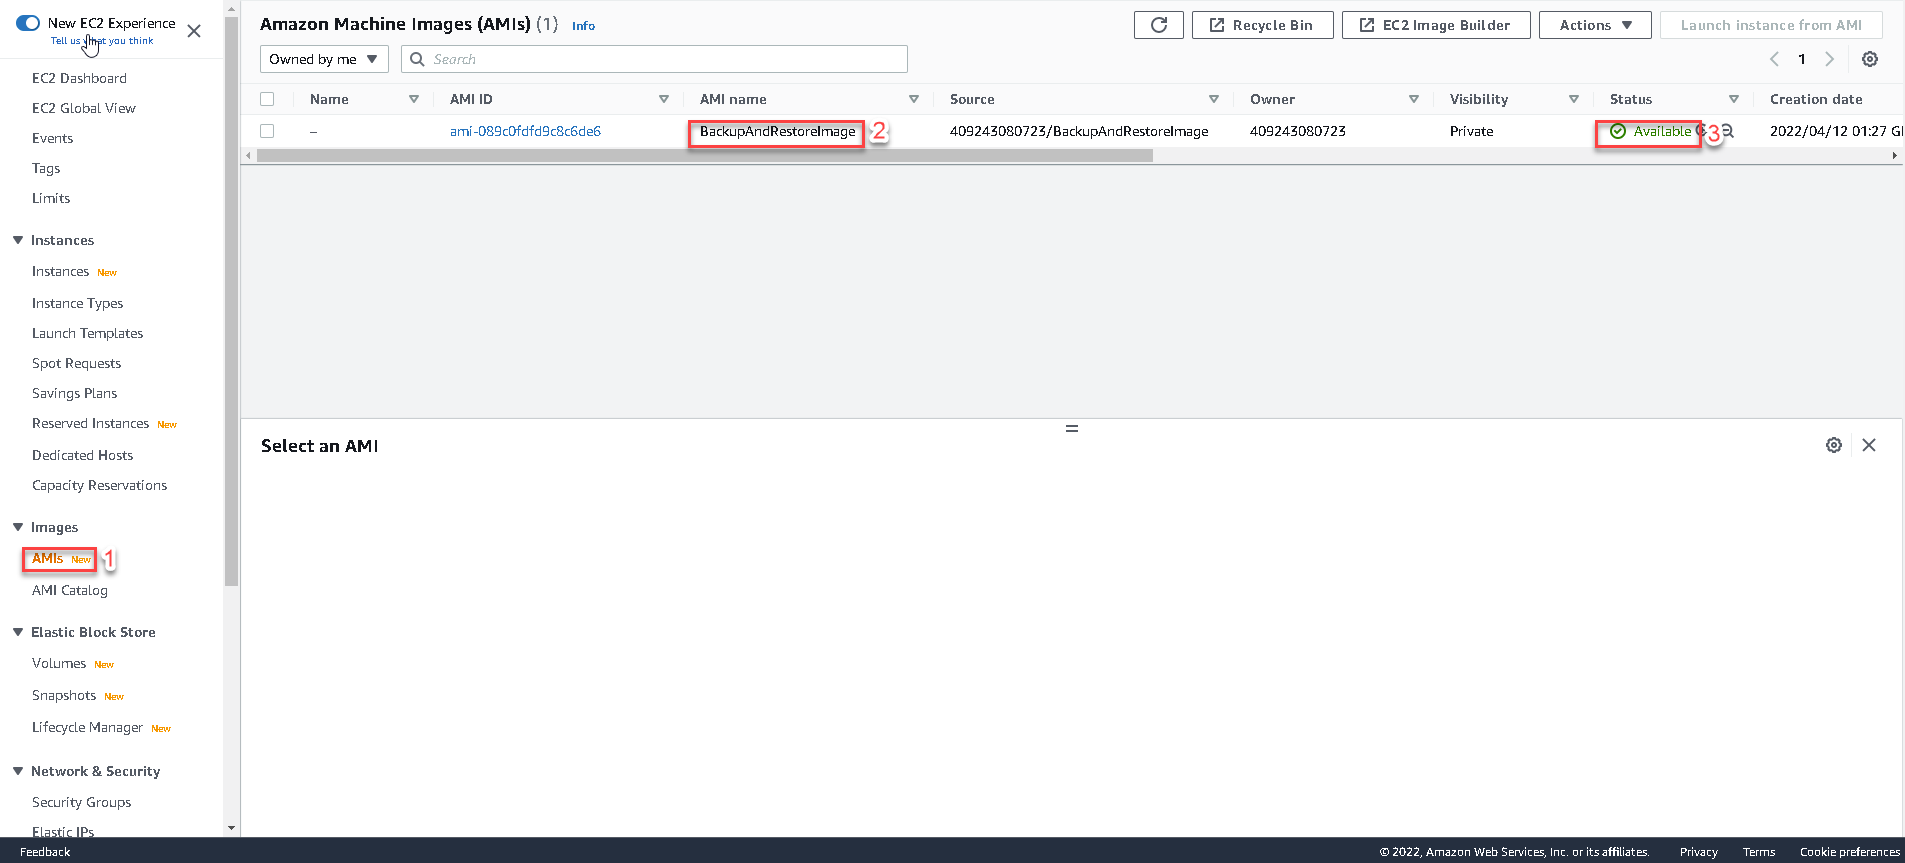 New EC2 Experience
Tell us what you think
EC2 Dashboard
EC2 Global View
Events
Tags
Limits
Instances
Instances New
Instance Types
Launch Templates
Spot Requests
Savings Plans
Reserved Instances New
Dedicated Hosts
Capacity Reservations
Images
AMIs New 1
AMI Catalog
Elastic Block Store
Volumes New
Snapshots New
Lifecycle Manager New
Network & Security
Security Groups
Elastic IPs
Amazon Machine Images (AMIs) (1) Info
Recycle Bin
EC2 Image Builder
Actions
Launch instance from AMI
Owned by me
Search
1
Name AMI ID AMI name Source Owner Visibility Status Creation date
– ami-089c0fdfd9c8c6de6 BackupAndRestoreImage 2 409243080723/BackupAndRestoreImage 409243080723 Private Available 3 2022/04/12 01:27 G
Select an AMI
Feedback
© 2022, Amazon Web Services, Inc. or its affiliates. Privacy Terms Cookie preferences